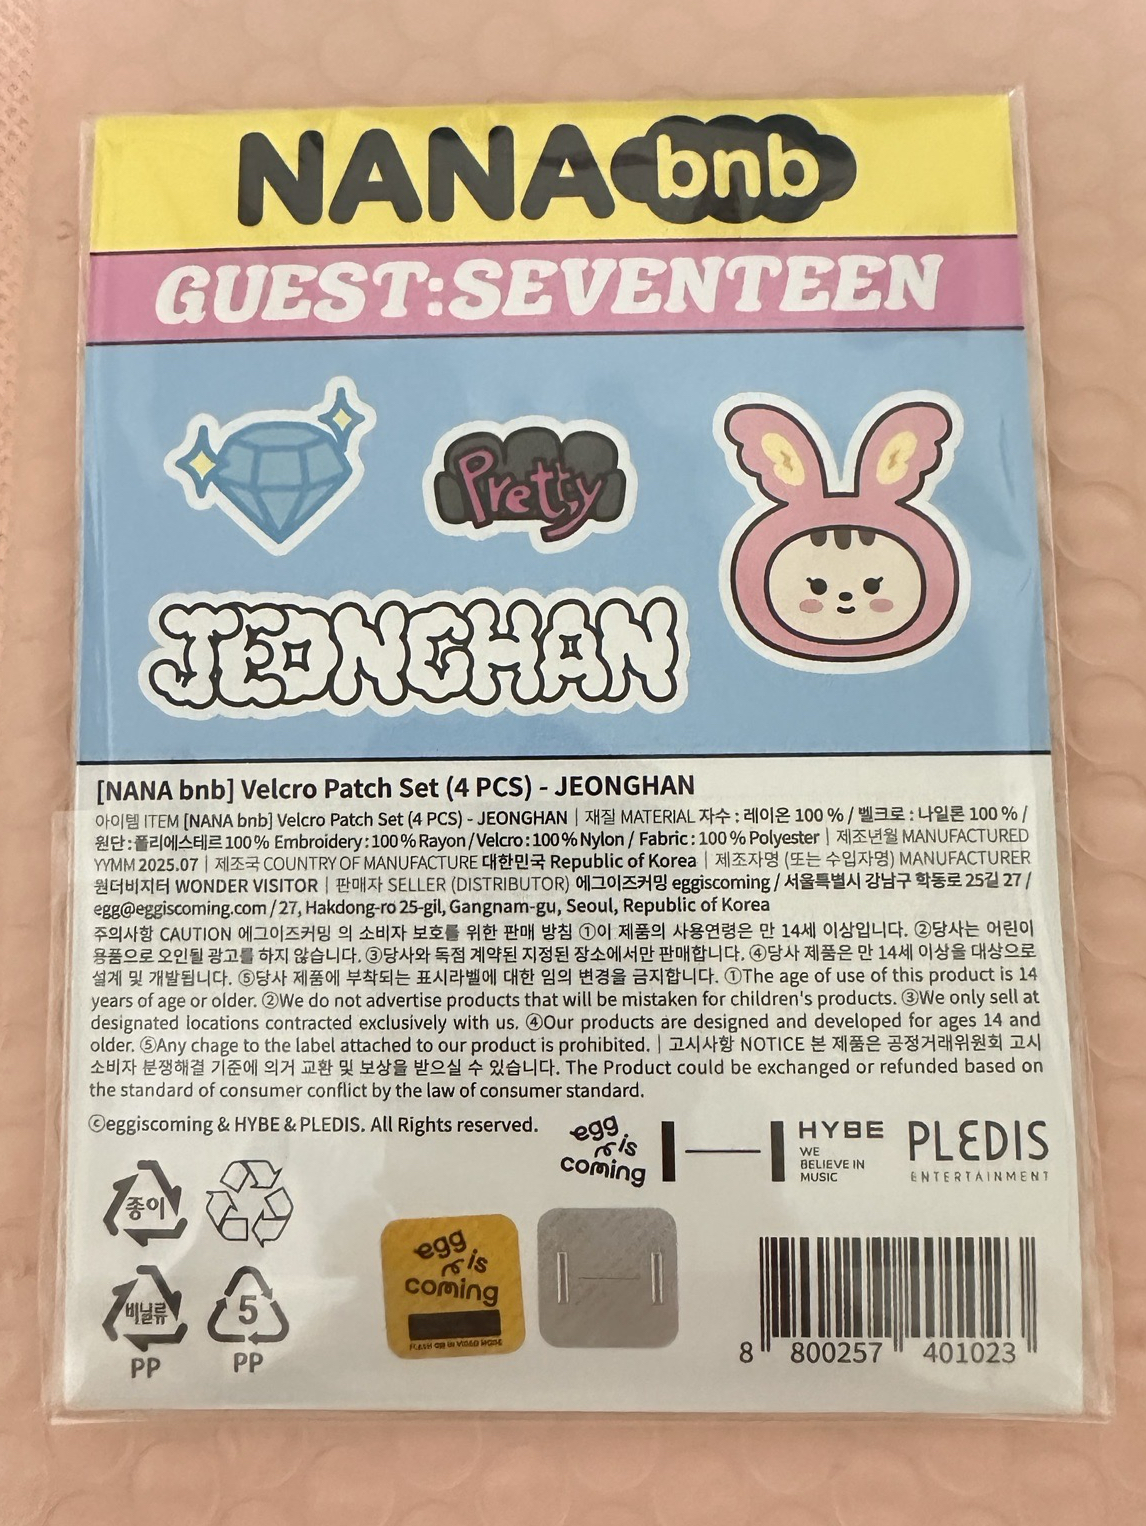 NANA bnb
GUEST:SEVENTEEN
Pretty
JEONGHAN
[NANA bnb] Velcro Patch Set (4 PCS) - JEONGHAN
아이템 ITEM [NANA bnb] Velcro Patch Set (4 PCS) - JEONGHAN | 재질 MATERIAL 자수 : 레이온 100 % / 벨크로 : 나일론 100 % /
원단 : 폴리에스테르 100 % Embroidery : 100 % Rayon / Velcro : 100 % Nylon / Fabric : 100 % Polyester | 제조년월 MANUFACTURED
YYMM 2025.07 | 제조국 COUNTRY OF MANUFACTURE 대한민국 Republic of Korea | 제조자명 (또는 수입자명) MANUFACTURER
원더비지터 WONDER VISITOR | 판매자 SELLER (DISTRIBUTOR) 에그이즈커밍 eggiscoming / 서울특별시 강남구 학동로 25길 27 /
egg@eggiscoming.com / 27, Hakdong-ro 25-gil, Gangnam-gu, Seoul, Republic of Korea
주의사항 CAUTION 에그이즈커밍 의 소비자 보호를 위한 판매 방침 ①이 제품의 사용연령은 만 14세 이상입니다. ②당사는 어린이
용품으로 오인될 광고를 하지 않습니다. ③당사와 독점 계약된 지정된 장소에서만 판매합니다. ④당사 제품은 만 14세 이상을 대상으로
설계 및 개발됩니다. ⑤당사 제품에 부착되는 표시라벨에 대한 임의 변경을 금지합니다. ①The age of use of this product is 14
years of age or older. ②We do not advertise products that will be mistaken for children's products. ③We only sell at
designated locations contracted exclusively with us. ④Our products are designed and developed for ages 14 and
older. ⑤Any chage to the label attached to our product is prohibited. | 고시사항 NOTICE 본 제품은 공정거래위원회 고시
소비자 분쟁해결 기준에 의거 교환 및 보상을 받으실 수 있습니다. The Product could be exchanged or refunded based on
the standard of consumer conflict by the law of consumer standard.
ⓒeggiscoming & HYBE & PLEDIS. All Rights reserved.
egg
is
coming
HYBE
WE
BELIEVE IN
MUSIC
PLEDIS
ENTERTAINMENT
종이
비닐류
PP
5
PP
egg
is
coming
8 800257 401023